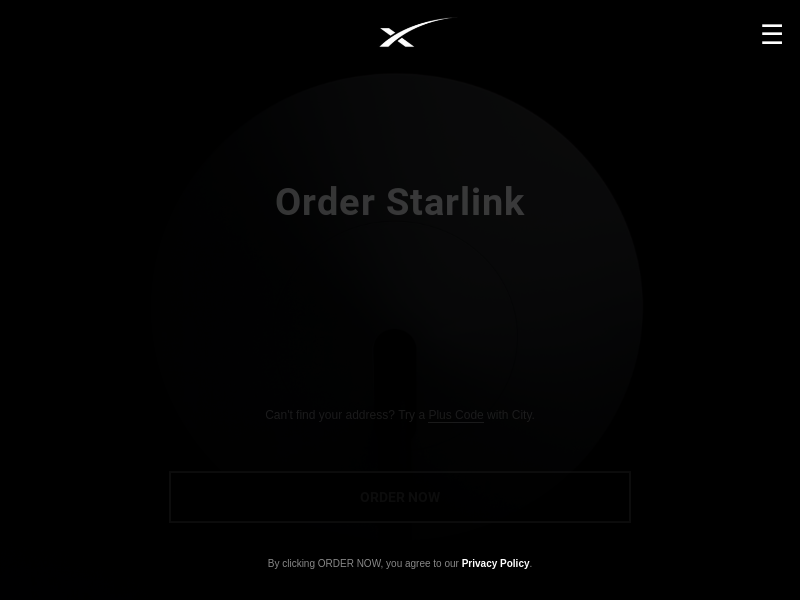 Order Starlink
Can't find your address? Try a Plus Code with City.
ORDER NOW
By clicking ORDER NOW, you agree to our Privacy Policy.